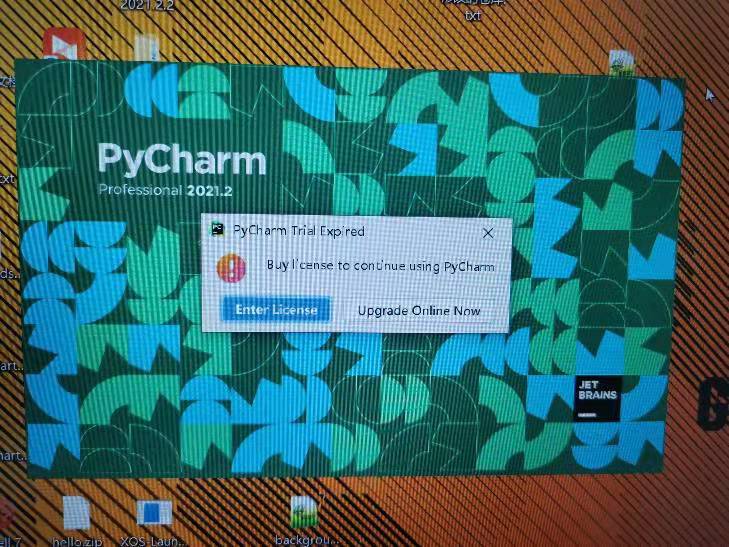 2021.2.2
txt
PyCharm
Professional 2021.2
PyCharm Trial Expired
Buy license to continue using PyCharm
Enter License
Upgrade Online Now
JET
BRAINS
hello.zip
XOS-Laun...
backgrou...